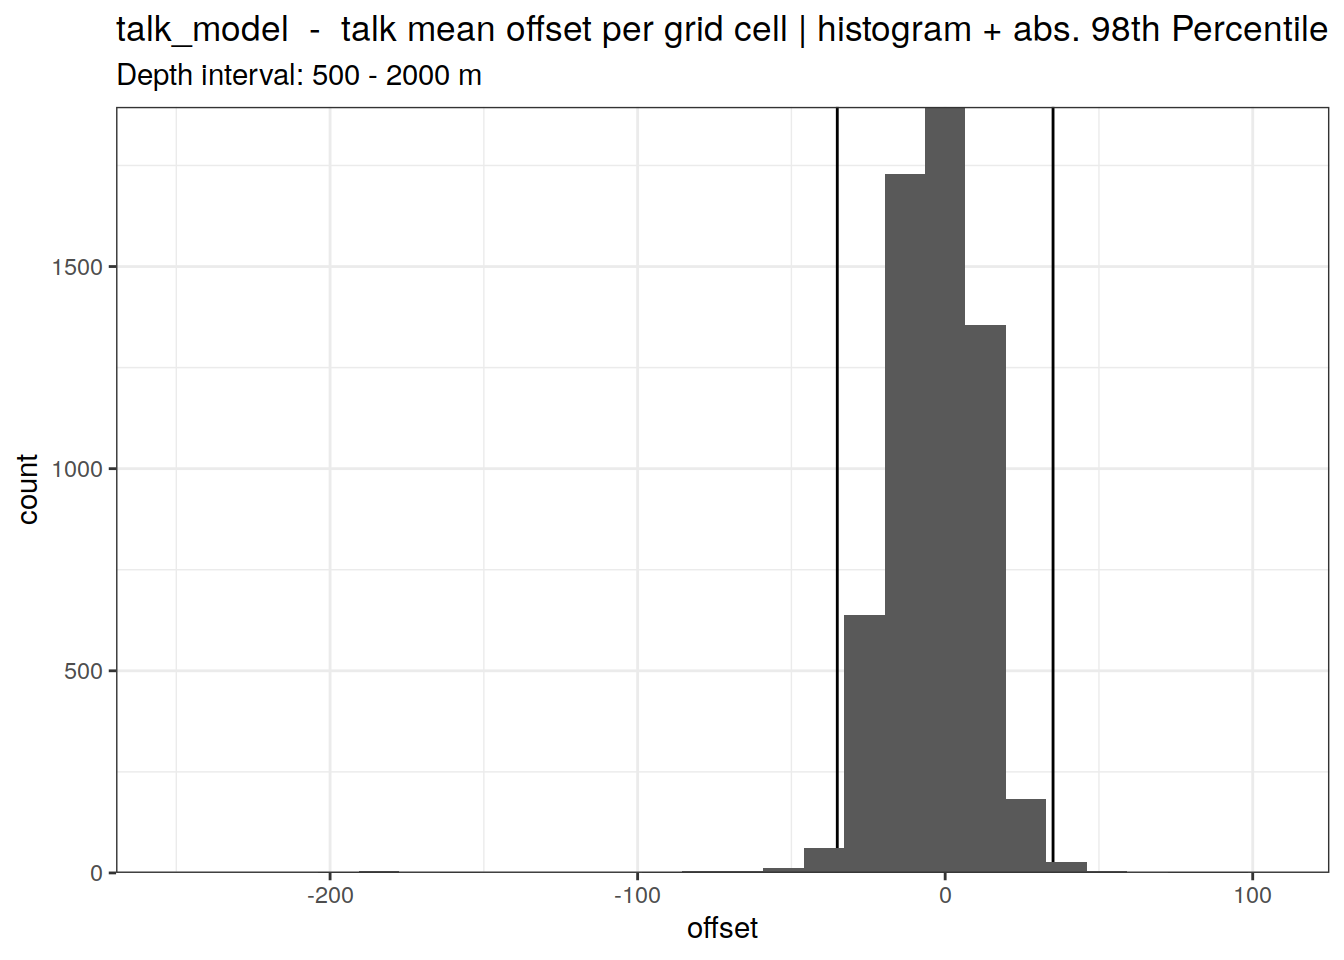 talk_model  -  talk mean offset per grid cell | histogram + abs. 98th Percentile
Depth interval: 500 - 2000 m
1500
1000
500
0
count
-200
-100
0
100
offset